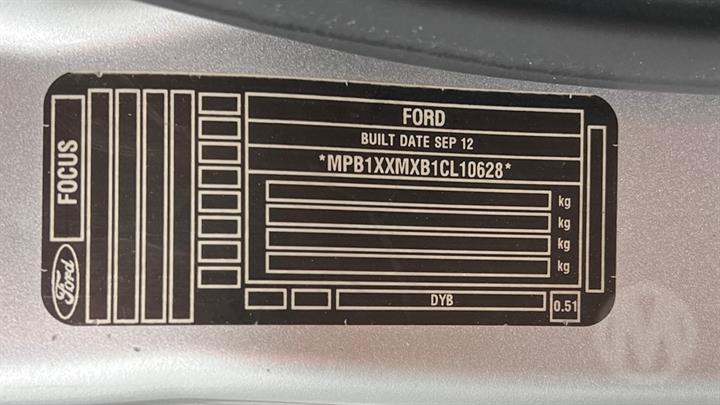 FORD
BUILT DATE SEP 12
*MPB1XXMXB1CL10628*
kg
kg
kg
kg
DYB
0.51
FOCUS
Ford
M